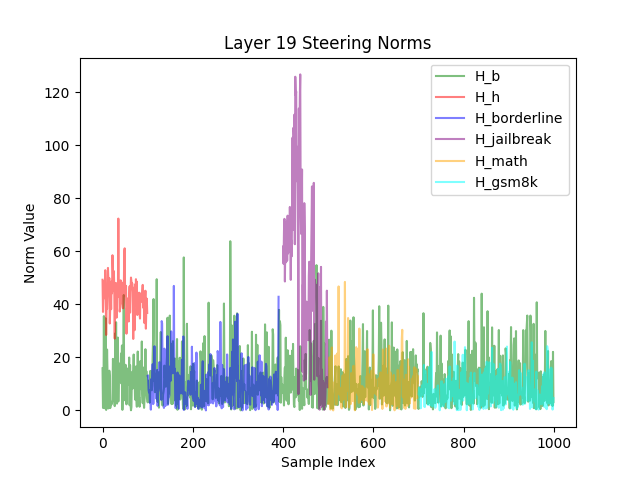 Layer 19 Steering Norms
H_b
H_h
H_borderline
H_jailbreak
H_math
H_gsm8k
Norm Value
120
100
80
60
40
20
0
0 200 400 600 800 1000
Sample Index